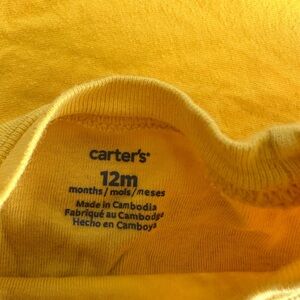 carter's®
12m
months / mois / meses
Made in Cambodia
Fabriqué au Cambodge
Hecho en Camboya